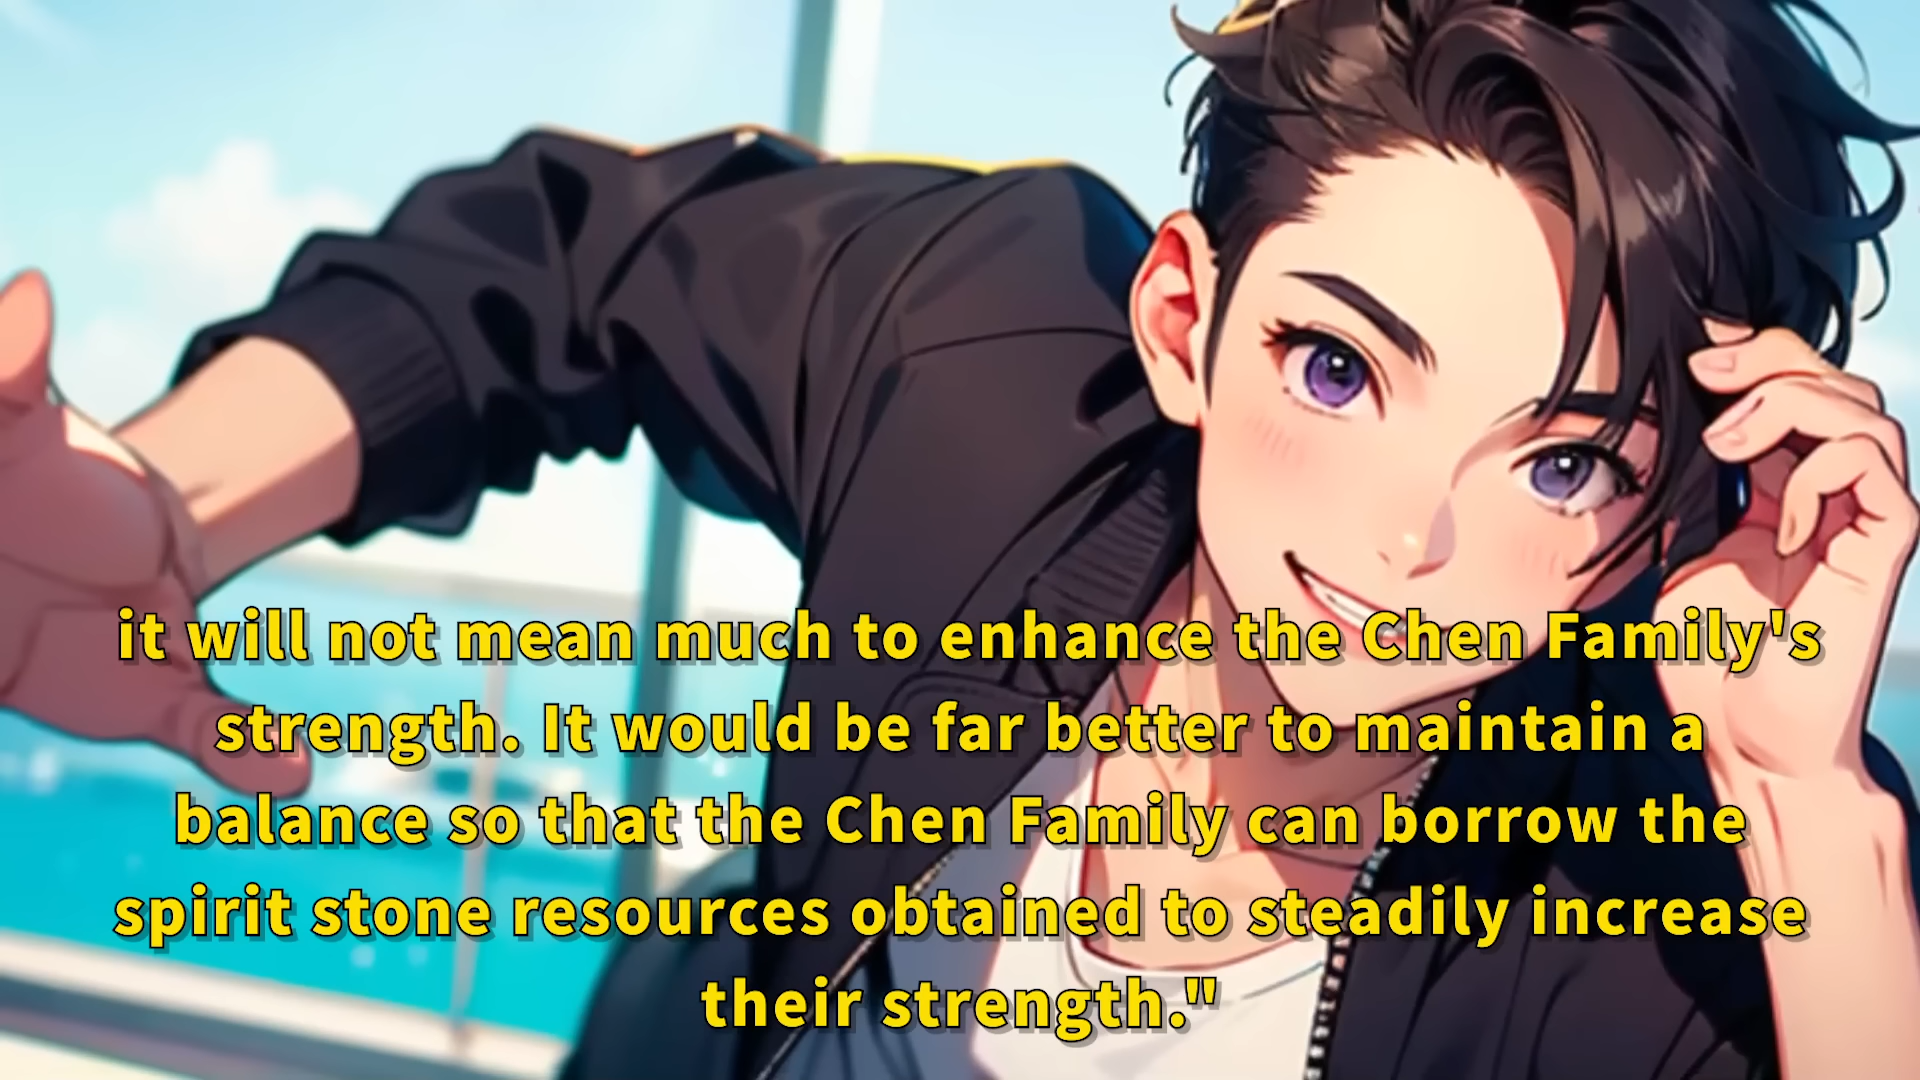 it will not mean much to enhance the Chen Family's
strength. It would be far better to maintain a
balance so that the Chen Family can borrow the
spirit stone resources obtained to steadily increase
their strength."